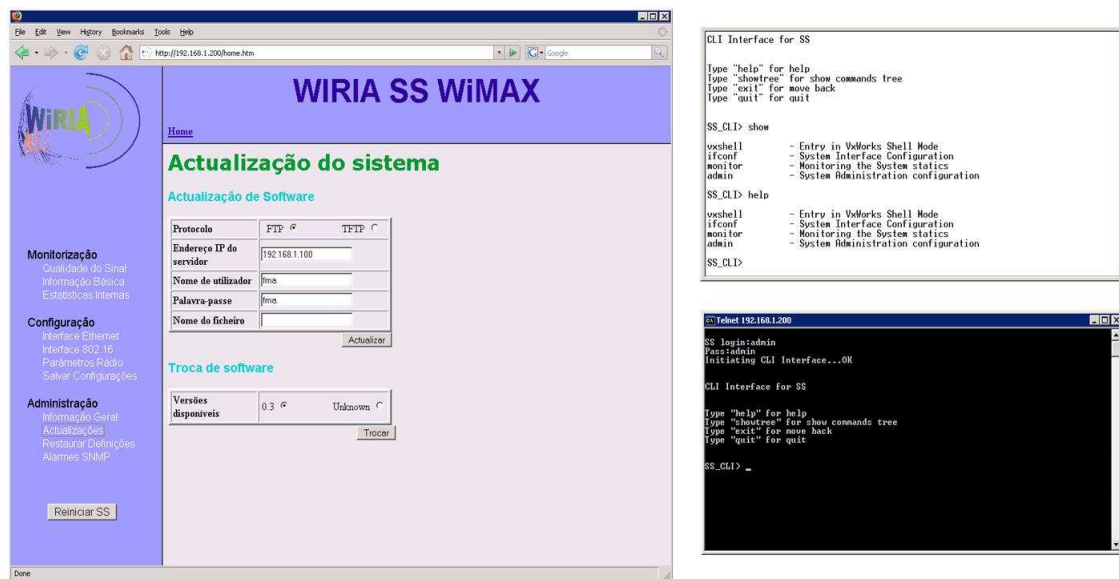 File Edit View History Bookmarks Tools Help
http://192.168.1.200/home.htm
Google
WiRIA
WIRIA SS WiMAX
Home
Monitorização
Qualidade do Sinal
Informação Básica
Estatísticas Internas
Configuração
Interface Ethernet
Interface 802.16
Parâmetros Rádio
Salvar Configurações
Administração
Informação Geral
Actualizações
Restaurar Definições
Alarmes SNMP
Reiniciar SS
Actualização do sistema
Actualização de Software
Protocolo FTP TFTP
Endereço IP do servidor 192.168.1.100
Nome de utilizador fma
Palavra-passe fma
Nome do ficheiro
Actualizar
Troca de software
Versões disponíveis 0.3 Unknown
Trocar
Done
CLI Interface for SS
Type "help" for help
Type "showtree" for show commands tree
Type "exit" for move back
Type "quit" for quit
SS_CLI> show
vxshell - Entry in VxWorks Shell Mode
ifconf - System Interface Configuration
monitor - Monitoring the System statics
admin - System Administration configuration
SS_CLI> help
vxshell - Entry in VxWorks Shell Mode
ifconf - System Interface Configuration
monitor - Monitoring the System statics
admin - System Administration configuration
SS_CLI>
Telnet 192.168.1.200
SS login:admin
Pass:admin
Initiating CLI Interface...OK
CLI Interface for SS
Type "help" for help
Type "showtree" for show commands tree
Type "exit" for move back
Type "quit" for quit
SS_CLI> _